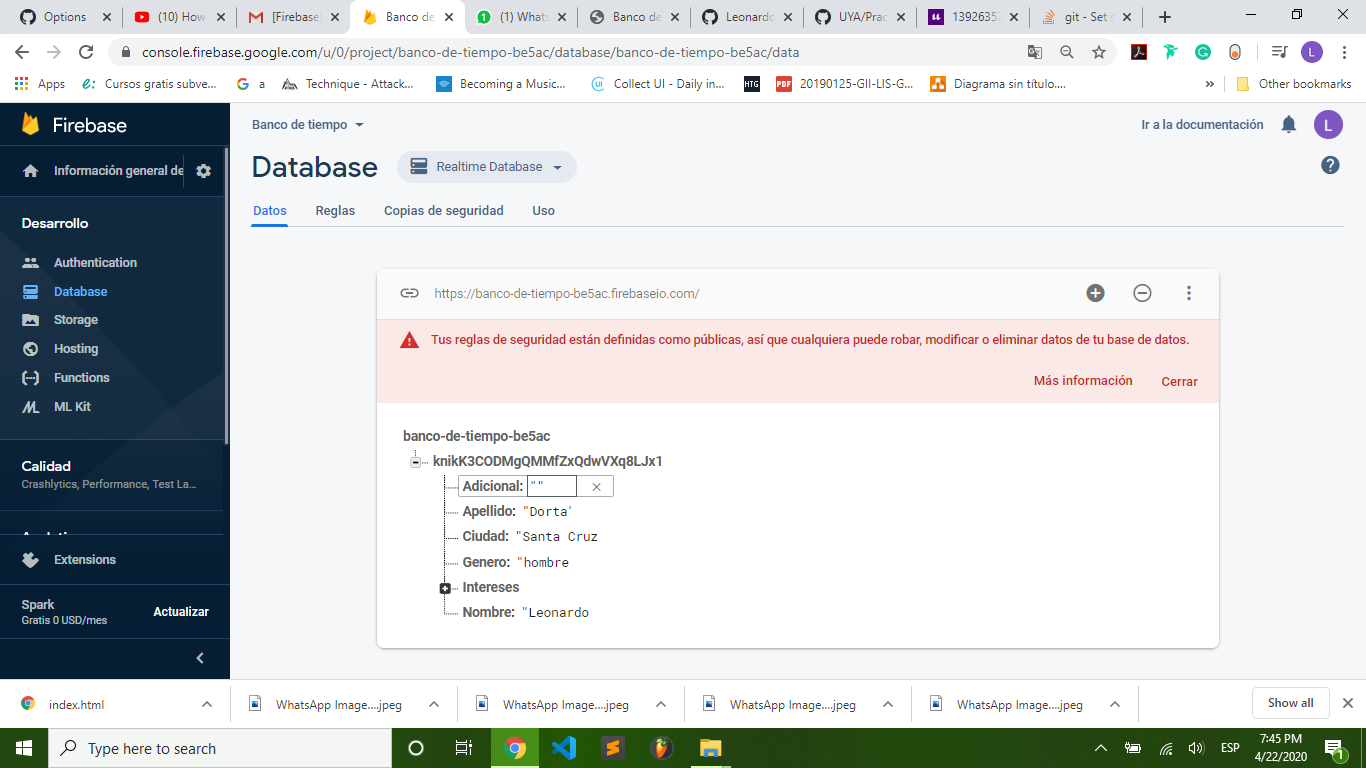 Options
(10) How
[Firebase]
Banco de
(1) Whats
Banco de
Leonardo
UYA/Prac
git - Set s
console.firebase.google.com/u/0/project/banco-de-tiempo-be5ac/database/banco-de-tiempo-be5ac/data
L
Apps
Cursos gratis subve...
a
Technique - Attack...
Becoming a Music...
Collect UI - Daily in...
HTG
PDF
20190125-GII-LIS-G...
Diagrama sin título....
»
Other bookmarks
Firebase
Información general de
Desarrollo
Authentication
Database
Storage
Hosting
Functions
ML Kit
Calidad
Crashlytics, Performance, Test La...
Extensions
Spark
Gratis 0 USD/mes
Actualizar
Banco de tiempo
Ir a la documentación
L
Database
Realtime Database
Datos
Reglas
Copias de seguridad
Uso
https://banco-de-tiempo-be5ac.firebaseio.com/
Tus reglas de seguridad están definidas como públicas, así que cualquiera puede robar, modificar o eliminar datos de tu base de datos.
Más información
Cerrar
banco-de-tiempo-be5ac
knikK3CODMgQMMfZxQdwVXq8LJx1
Adicional: ""
Apellido: "Dorta'
Ciudad: "Santa Cruz
Genero: "hombre
Intereses
Nombre: "Leonardo
index.html
WhatsApp Image....jpeg
WhatsApp Image....jpeg
WhatsApp Image....jpeg
WhatsApp Image....jpeg
Show all
Type here to search
ESP
7:45 PM
4/22/2020
1